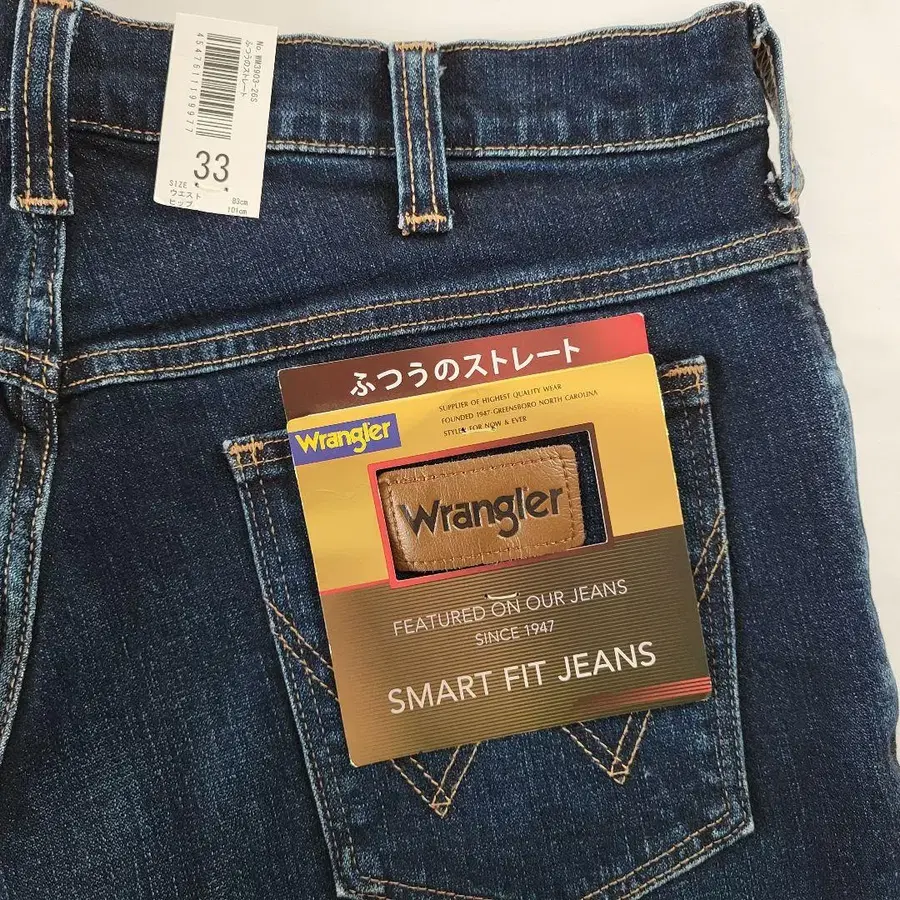 No. WM3903-26S
ふつうのストレート
4547611199977
33
SIZE
ウエスト 83cm
ヒップ 101cm
ふつうのストレート
Wrangler
SUPPLIER OF HIGHEST QUALITY WEAR
FOUNDED 1947-GREENSBORO NORTH CAROLINA
STYLES FOR NOW & EVER
Wrangler
FEATURED ON OUR JEANS
SINCE 1947
SMART FIT JEANS